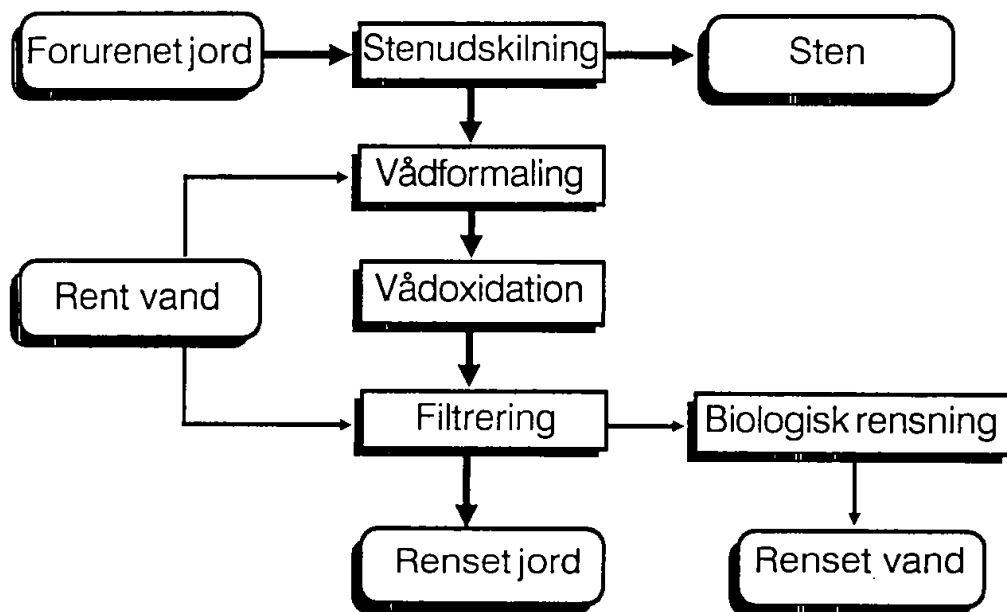 Forurenet jord
Stenudskilning
Sten
Vådformaling
Rent vand
Vådoxidation
Filtrering
Biologisk rensning
Renset jord
Renset vand